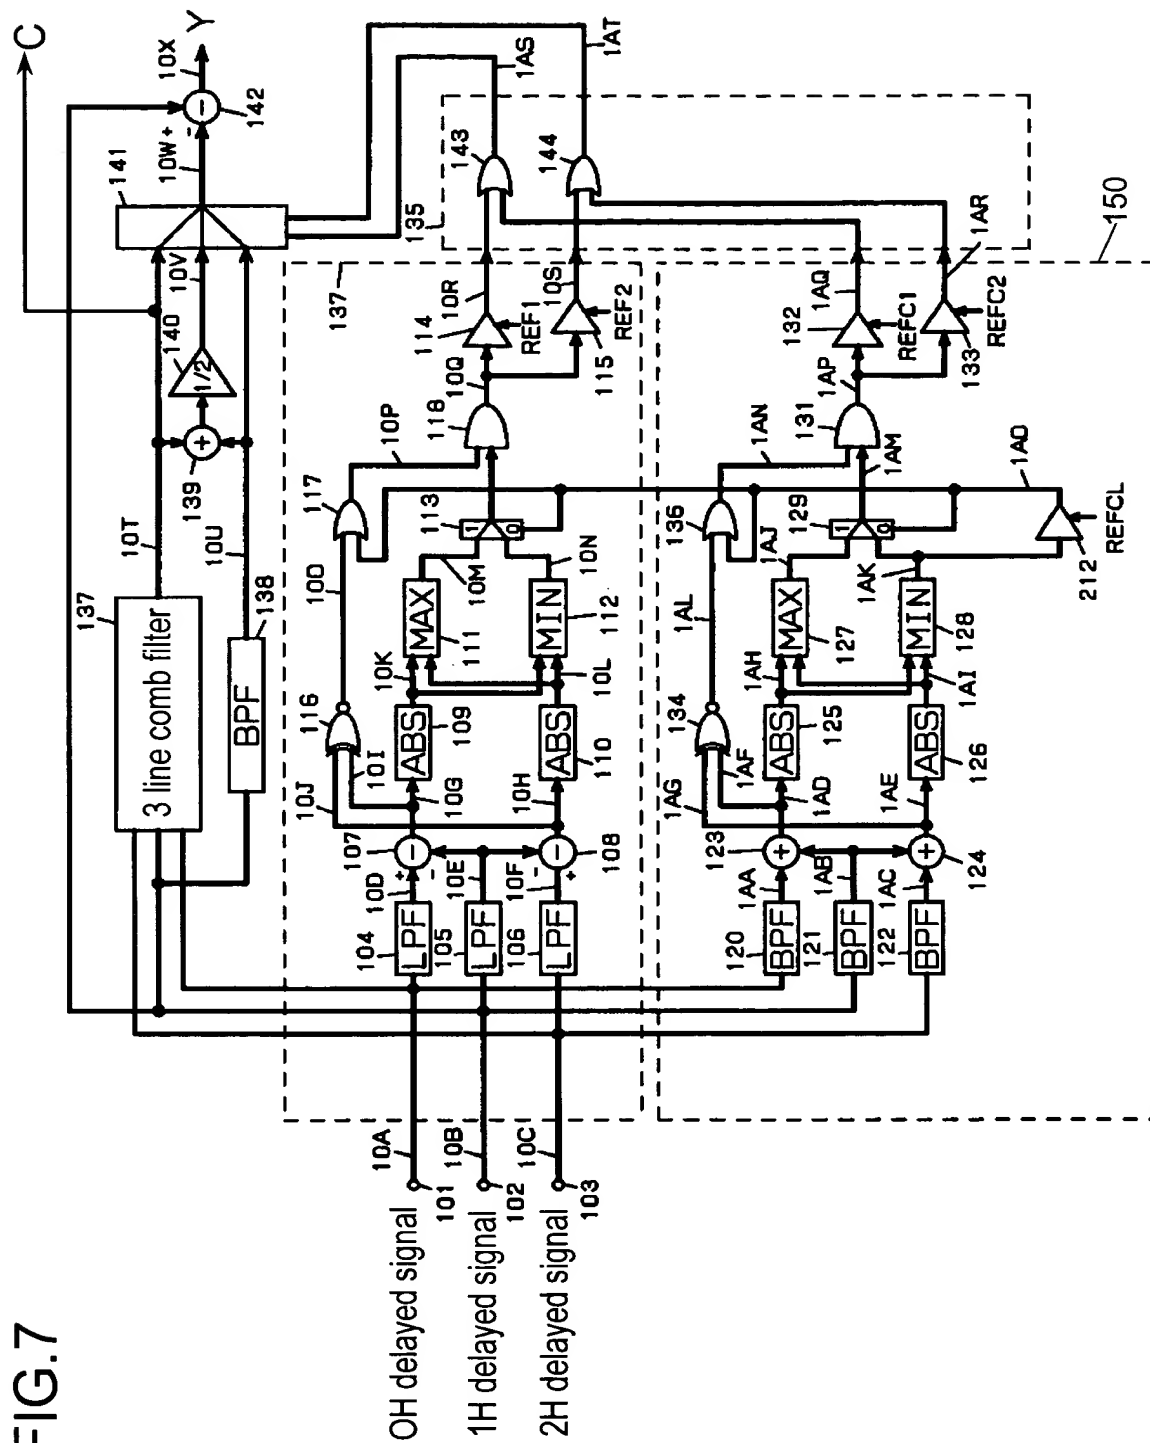 FIG.7
C
Y
10X
142
10W
+
-
141
10V
140
1/2
139
10T
10U
137
3 line comb filter
138
BPF
1AS
1AT
135
143
144
137
10R
10S
114
REF1
REF2
115
10Q
118
10P
117
113
1
0
10O
10M
10N
MAX
111
MIN
112
10K
10L
116
ABS
109
ABS
110
10J
10I
10G
10H
107
108
+
-
-
+
10D
10E
10F
104
LPF
105
LPF
106
LPF
10A
10B
10C
101
102
103
0H delayed signal
1H delayed signal
2H delayed signal
150
1AR
1AQ
132
REFC1
REFC2
133
1AP
131
1AN
1AM
1AO
136
129
1
0
1AJ
1AK
212
REFCL
1AL
MAX
127
MIN
128
1AH
1AI
134
ABS
125
ABS
126
1AG
1AF
1AD
1AE
123
124
+
+
1AA
1AB
1AC
120
BPF
121
BPF
122
BPF